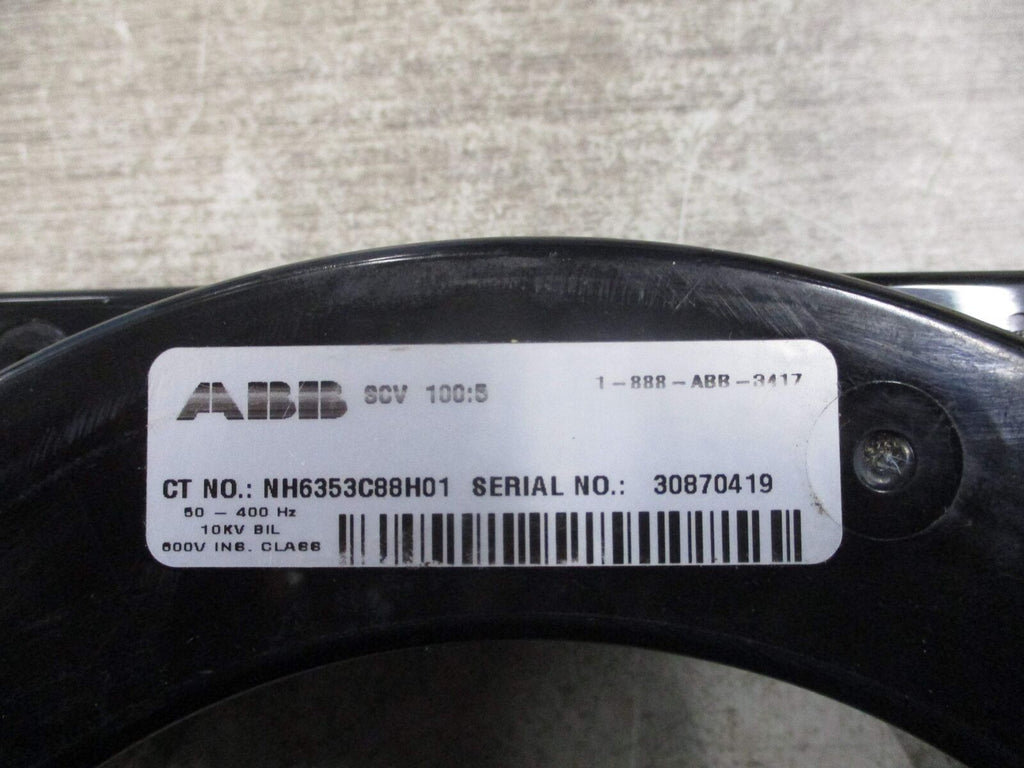 ABB SCV 100:5 1-888-ABB-3417
CT NO.: NH6353C88H01 SERIAL NO.: 30870419
50 - 400 Hz
10KV BIL
600V INS. CLASS